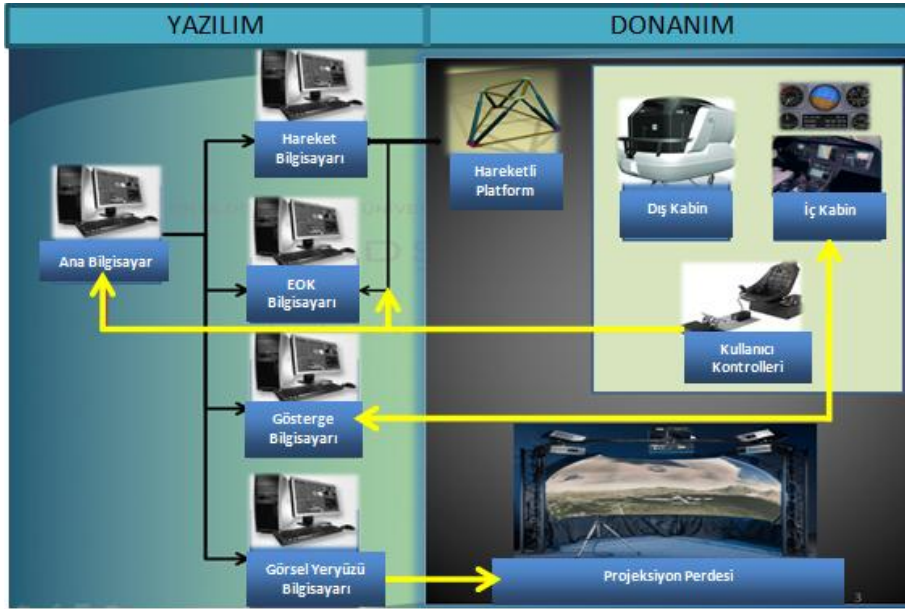 YAZILIM
DONANIM
Hareket
Bilgisayarı
Hareketli
Platform
Dış Kabin
İç Kabin
Ana Bilgisayar
EOK
Bilgisayarı
Kullanıcı
Kontrolleri
Gösterge
Bilgisayarı
Görsel Yeryüzü
Bilgisayarı
Projeksiyon Perdesi
3